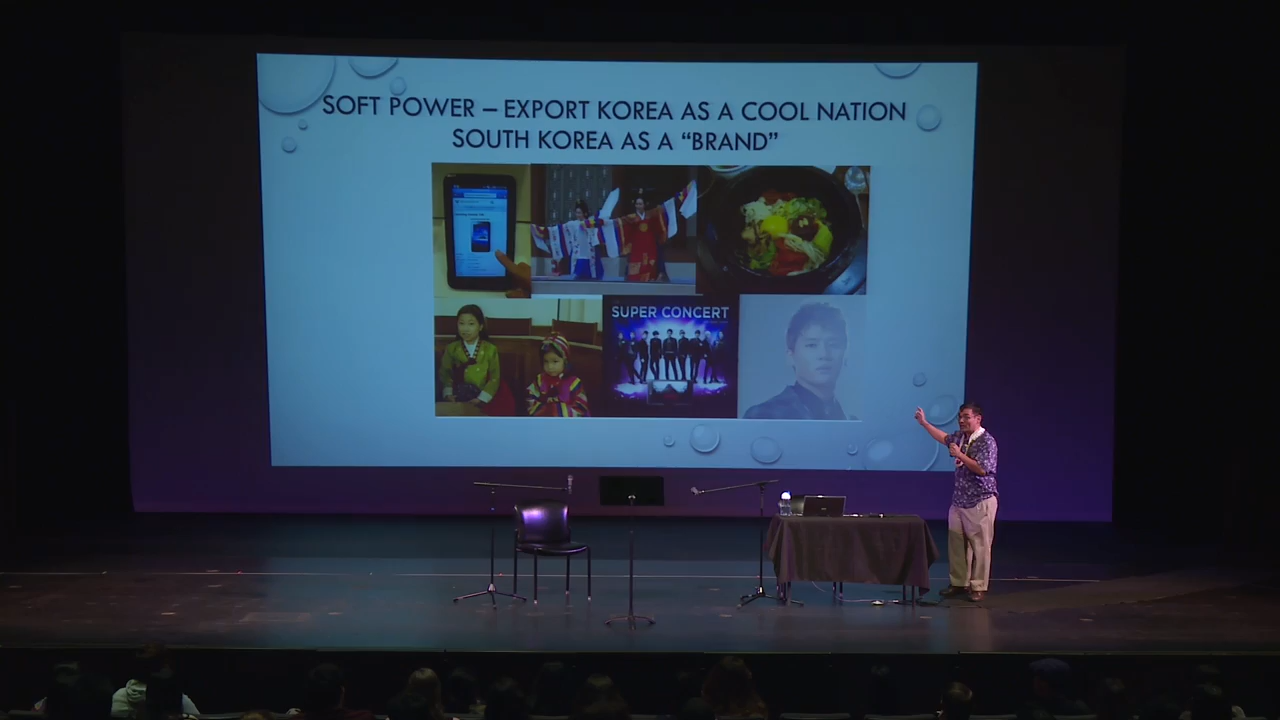 SOFT POWER – EXPORT KOREA AS A COOL NATION
SOUTH KOREA AS A “BRAND”
SUPER CONCERT